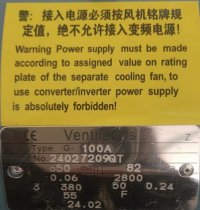 警：接入电源必须按风机铭牌规
定值，绝不允许接入变频电源！
Warning Power supply must be made
according to assigned value on rating
plate of the separate cooling fan, to
use converter/inverter power supply
is absolutely forbidden!
CE Z
Type G- 100A
No. 24027209GT
50 82
0.06 2800
3 380 50 0.24
55 F
24.02